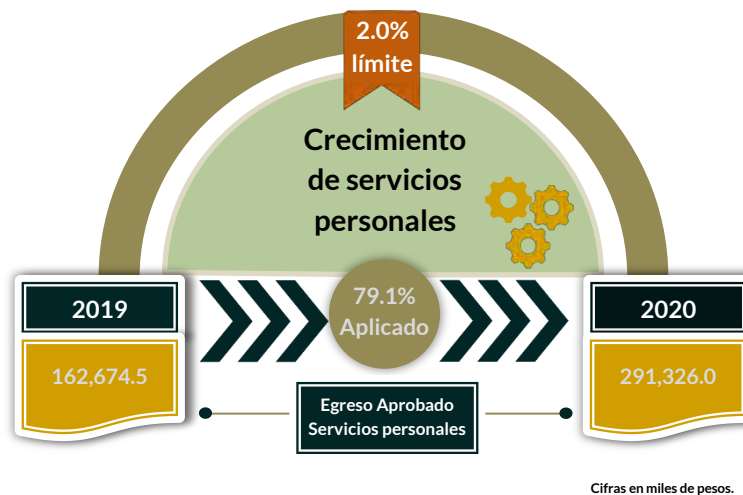 2.0%
límite
Crecimiento
de servicios
personales
2019
79.1%
Aplicado
2020
162,674.5
291,326.0
Egreso Aprobado
Servicios personales
Cifras en miles de pesos.